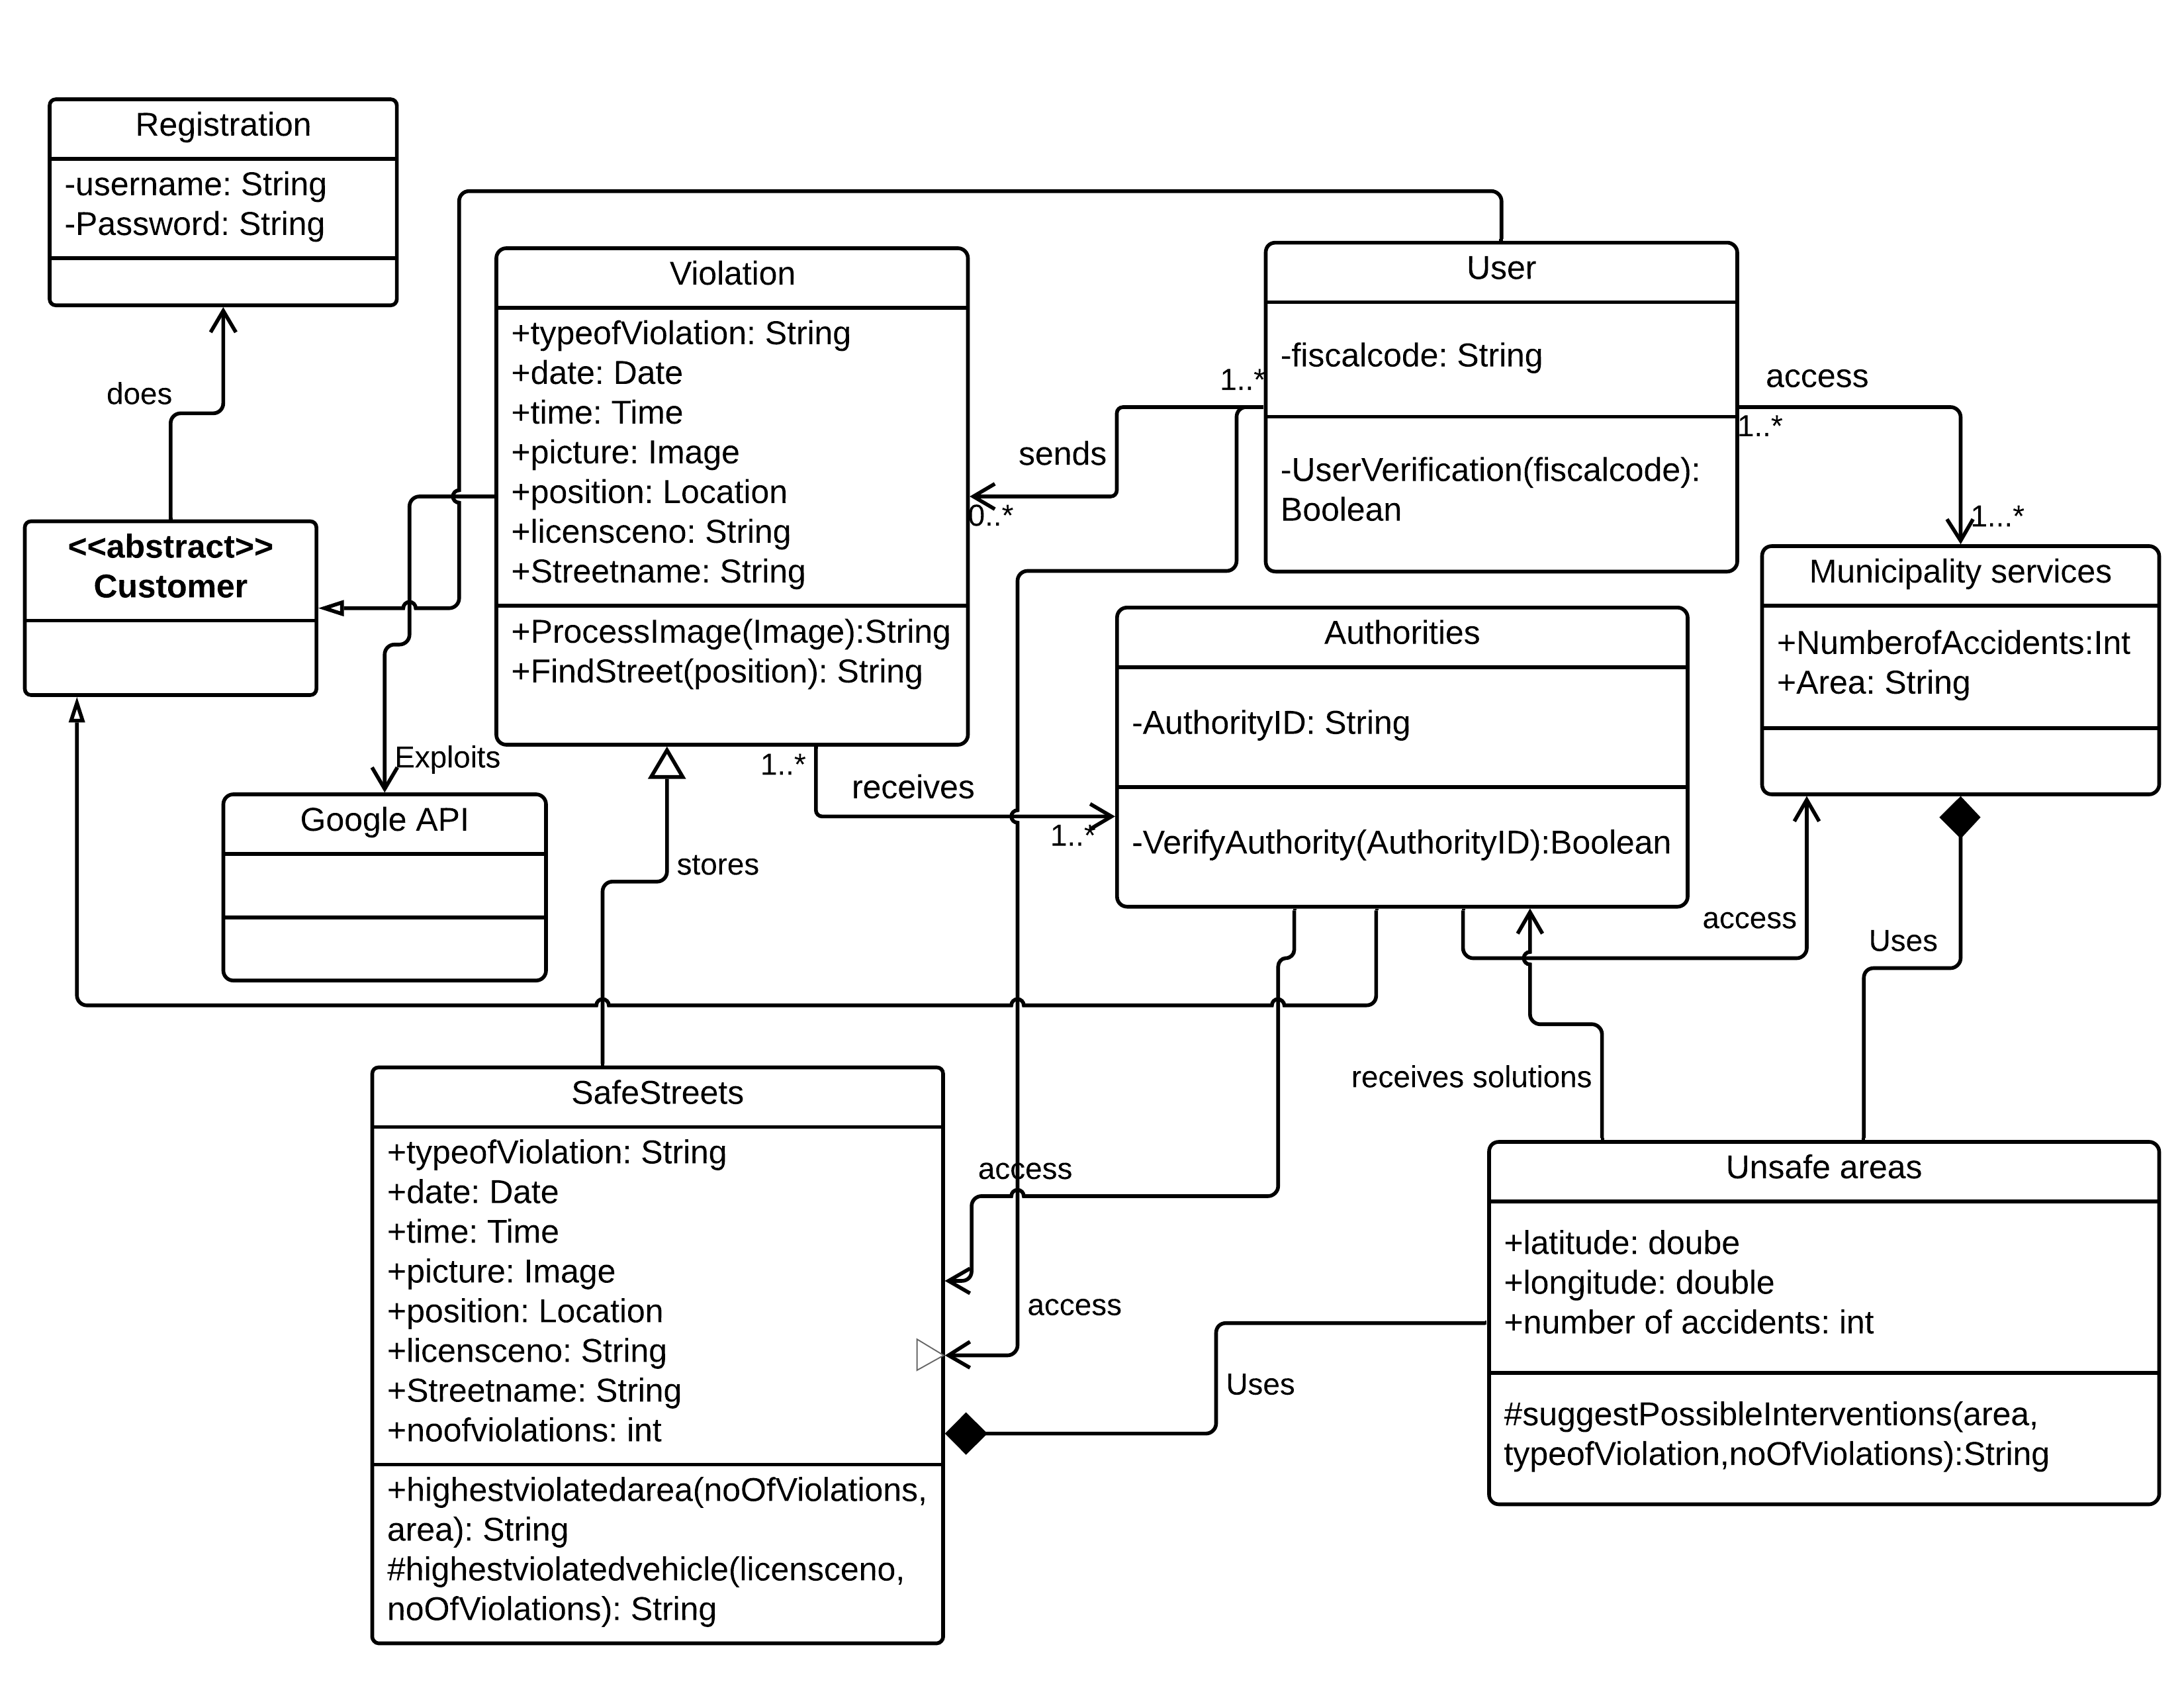 Registration
-username: String
-Password: String
does
<<abstract>>
Customer
Violation
+typeofViolation: String
+date: Date
+time: Time
+picture: Image
+position: Location
+licensceno: String
+Streetname: String
+ProcessImage(Image):String
+FindStreet(position): String
User
-fiscalcode: String
-UserVerification(fiscalcode):
Boolean
1..*
sends
0..*
access
1..*
1...*
Municipality services
+NumberofAccidents:Int
+Area: String
Authorities
-AuthorityID: String
-VerifyAuthority(AuthorityID):Boolean
Exploits
Google API
1..*
receives
1..*
stores
access
Uses
receives solutions
SafeStreets
+typeofViolation: String
+date: Date
+time: Time
+picture: Image
+position: Location
+licensceno: String
+Streetname: String
+noofviolations: int
+highestviolatedarea(noOfViolations,
area): String
#highestviolatedvehicle(licensceno,
noOfViolations): String
access
access
Uses
Unsafe areas
+latitude: doube
+longitude: double
+number of accidents: int
#suggestPossibleInterventions(area,
typeofViolation,noOfViolations):String